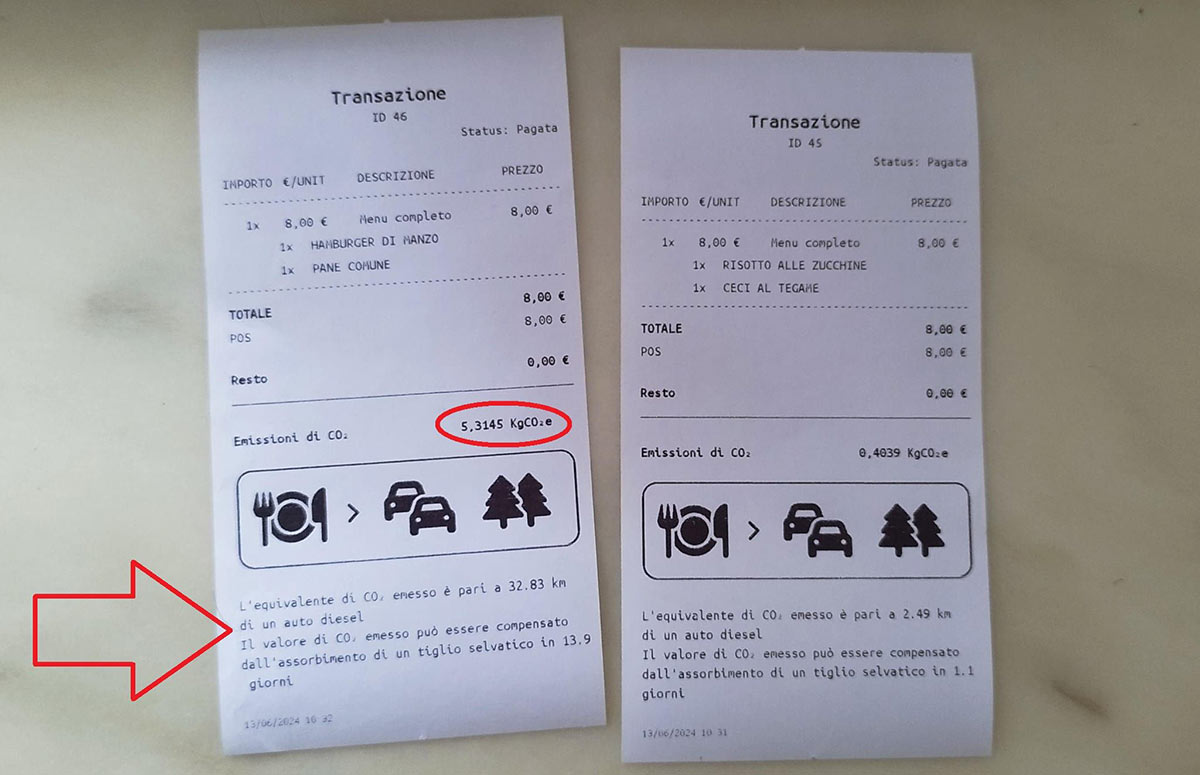 Transazione
ID 46
Status: Pagata
IMPORTO €/UNIT DESCRIZIONE PREZZO
1x 8,00 € Menu completo 8,00 €
1x HAMBURGER DI MANZO
1x PANE COMUNE
TOTALE 8,00 €
POS 8,00 €
Resto 0,00 €
Emissioni di CO₂ 5,3145 KgCO₂e
L'equivalente di CO₂ emesso è pari a 32.83 km
di un auto diesel
Il valore di CO₂ emesso può essere compensato
dall'assorbimento di un tiglio selvatico in 13.9
giorni
13/06/2024 10 32
Transazione
ID 45
Status: Pagata
IMPORTO €/UNIT DESCRIZIONE PREZZO
1x 8,00 € Menu completo 8,00 €
1x RISOTTO ALLE ZUCCHINE
1x CECI AL TEGAME
TOTALE 8,00 €
POS 8,00 €
Resto 0,00 €
Emissioni di CO₂ 0,4039 KgCO₂e
L'equivalente di CO₂ emesso è pari a 2.49 km
di un auto diesel
Il valore di CO₂ emesso può essere compensato
dall'assorbimento di un tiglio selvatico in 1.1
giorni
13/06/2024 10 31